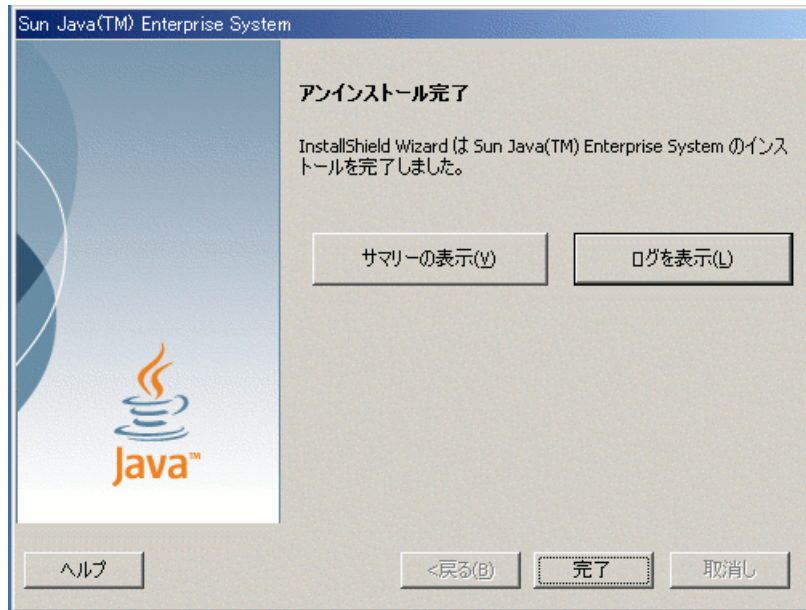 Sun Java(TM) Enterprise System
アンインストール完了
InstallShield Wizard は Sun Java(TM) Enterprise System のインス
トールを完了しました。
サマリーの表示(V)
ログを表示(L)
Java™
ヘルプ
<戻る(B)
完了
取消し